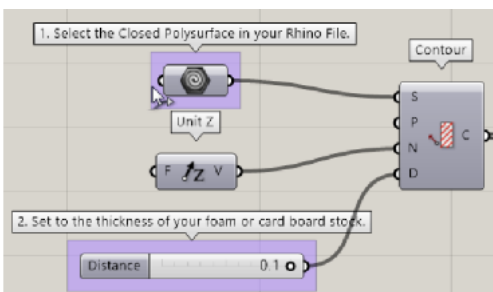 1. Select the Closed Polysurface in your Rhino File.
Contour
S
P
N
D
C
Unit Z
F Z V
2. Set to the thickness of your foam or card board stock.
Distance 0.1